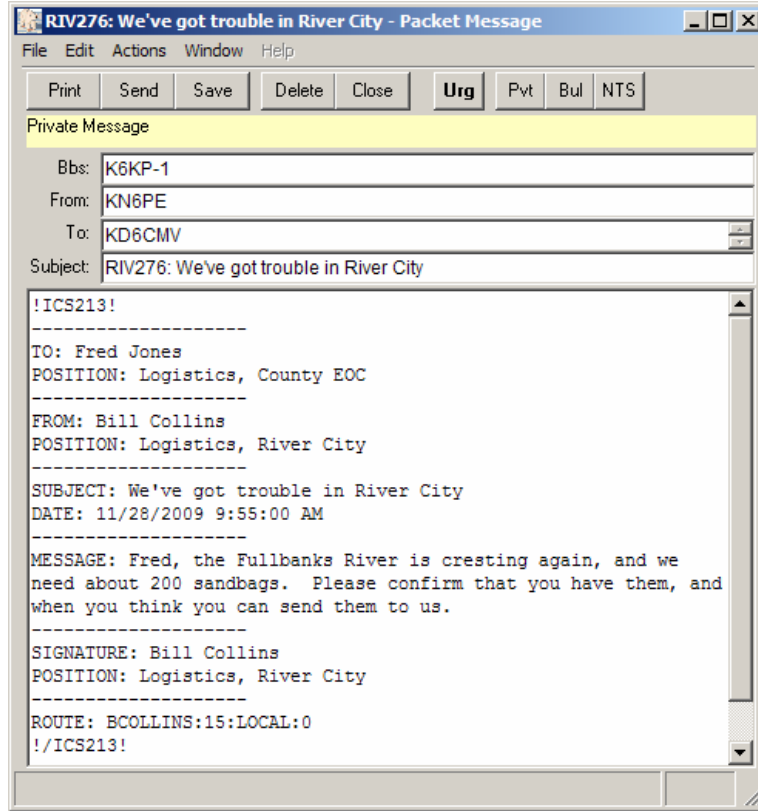 RIV276: We've got trouble in River City - Packet Message
File Edit Actions Window Help
Print Send Save Delete Close Urg Pvt Bul NTS
Private Message
Bbs: K6KP-1
From: KN6PE
To: KD6CMV
Subject: RIV276: We've got trouble in River City
!ICS213!
--------------------
TO: Fred Jones
POSITION: Logistics, County EOC
--------------------
FROM: Bill Collins
POSITION: Logistics, River City
--------------------
SUBJECT: We've got trouble in River City
DATE: 11/28/2009 9:55:00 AM
--------------------
MESSAGE: Fred, the Fullbanks River is cresting again, and we
need about 200 sandbags.  Please confirm that you have them, and
when you think you can send them to us.
--------------------
SIGNATURE: Bill Collins
POSITION: Logistics, River City
--------------------
ROUTE: BCOLLINS:15:LOCAL:0
!/ICS213!